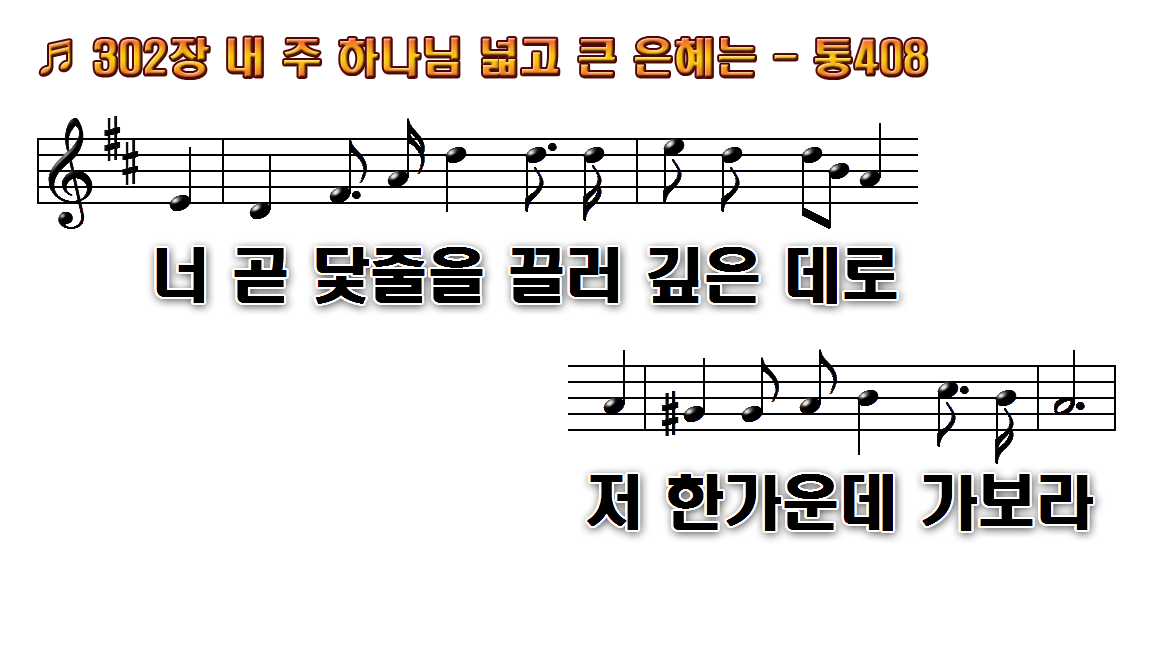 ♬ 302장 내 주 하나님 넓고 큰 은혜는 - 통408
너 곧 닻줄을 끌러 깊은 데로
저 한가운데 가보라